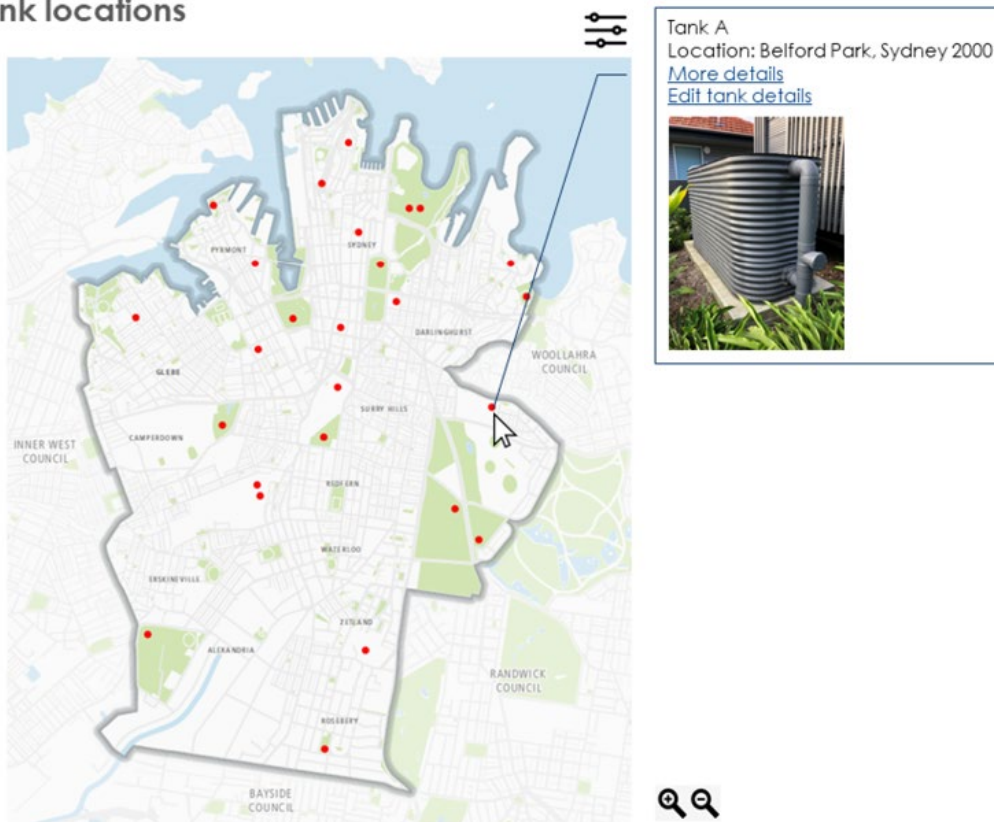 nk locations
Tank A
Location: Belford Park, Sydney 2000
More details
Edit tank details
PYRMONT
SYDNEY
DARLINGHURST
WOOLLAHRA
COUNCIL
GLEBE
SURRY HILLS
CAMPERDOWN
INNER WEST
COUNCIL
REDFERN
WATERLOO
ERSKINEVILLE
ZETLAND
ALEXANDRIA
RANDWICK
COUNCIL
ROSEBERY
BAYSIDE
COUNCIL